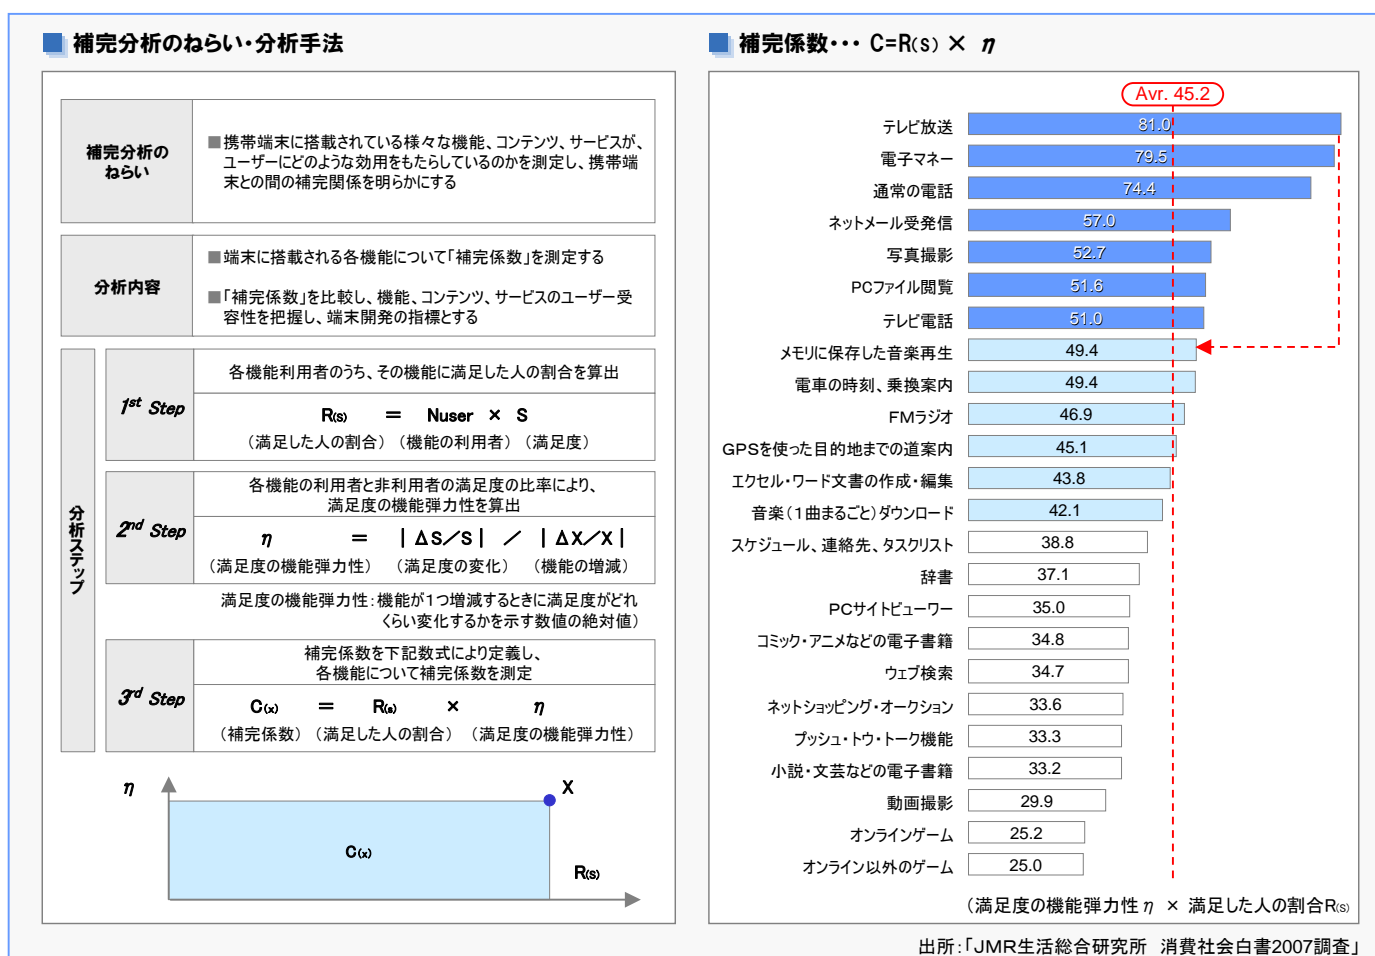 補完分析のねらい・分析手法
補完分析の
ねらい
■携帯端末に搭載されている様々な機能、コンテンツ、サービスが、
ユーザーにどのような効用をもたらしているのかを測定し、携帯端
末との間の補完関係を明らかにする
分析内容
■端末に搭載される各機能について「補完係数」を測定する
■「補完係数」を比較し、機能、コンテンツ、サービスのユーザー受
容性を把握し、端末開発の指標とする
分析ステップ
1st Step
各機能利用者のうち、その機能に満足した人の割合を算出
R(s) = Nuser × S
(満足した人の割合) (機能の利用者) (満足度)
2nd Step
各機能の利用者と非利用者の満足度の比率により、
満足度の機能弾力性を算出
η = | ΔS/S | / | ΔX/X |
(満足度の機能弾力性) (満足度の変化) (機能の増減)
満足度の機能弾力性:機能が1つ増減するときに満足度がどれ
くらい変化するかを示す数値の絶対値)
3rd Step
補完係数を下記数式により定義し、
各機能について補完係数を測定
C(x) = R(s) × η
(補完係数) (満足した人の割合) (満足度の機能弾力性)
η
X
C(x)
R(s)
補完係数・・・ C=R(s) × η
Avr. 45.2
テレビ放送 81.0
電子マネー 79.5
通常の電話 74.4
ネットメール受発信 57.0
写真撮影 52.7
PCファイル閲覧 51.6
テレビ電話 51.0
メモリに保存した音楽再生 49.4
電車の時刻、乗換案内 49.4
FMラジオ 46.9
GPSを使った目的地までの道案内 45.1
エクセル・ワード文書の作成・編集 43.8
音楽(1曲まるごと)ダウンロード 42.1
スケジュール、連絡先、タスクリスト 38.8
辞書 37.1
PCサイトビューワー 35.0
コミック・アニメなどの電子書籍 34.8
ウェブ検索 34.7
ネットショッピング・オークション 33.6
プッシュ・トウ・トーク機能 33.3
小説・文芸などの電子書籍 33.2
動画撮影 29.9
オンラインゲーム 25.2
オンライン以外のゲーム 25.0
(満足度の機能弾力性 η × 満足した人の割合R(s)
出所:「JMR生活総合研究所 消費社会白書2007調査」